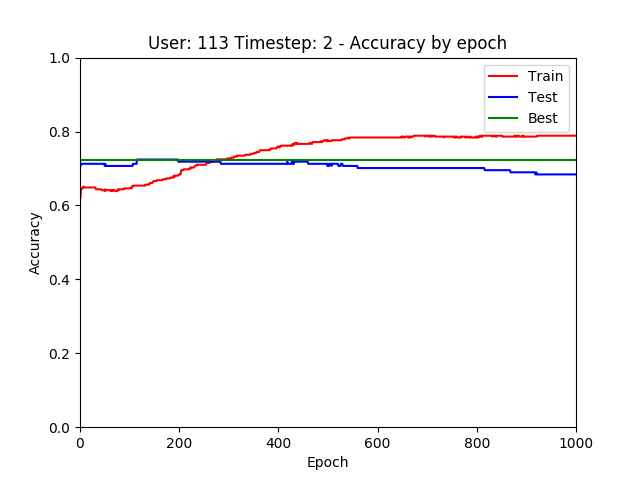 User: 113 Timestep: 2 - Accuracy by epoch
1.0
0.8
0.6
0.4
0.2
0.0
Accuracy
Train
Test
Best
0 200 400 600 800 1000
Epoch